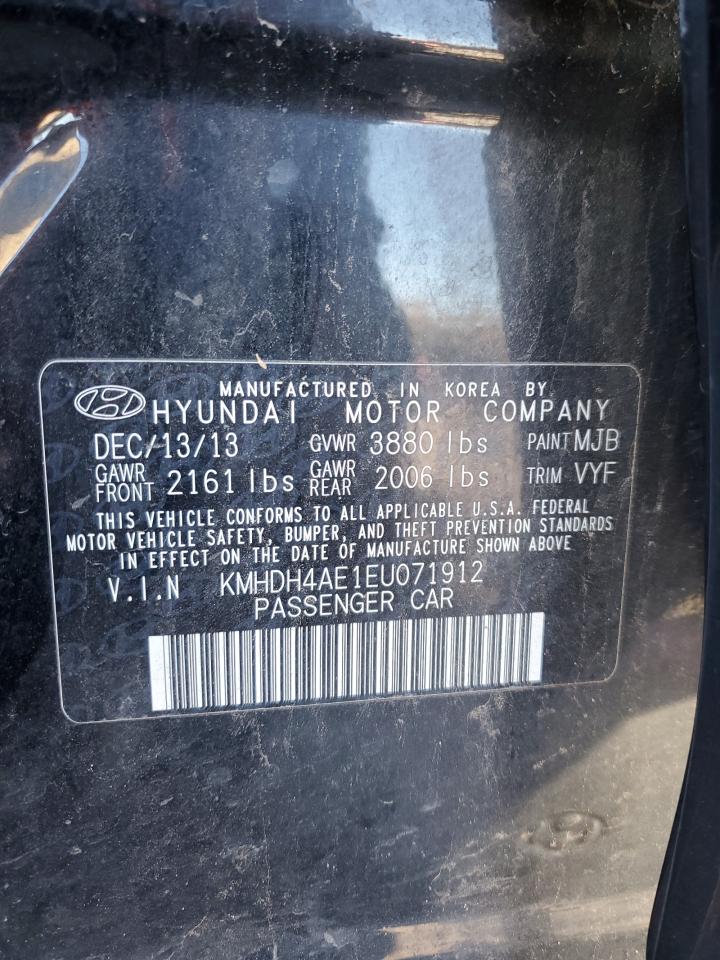 MANUFACTURED IN KOREA BY
HYUNDAI MOTOR COMPANY
DEC/13/13 GVWR 3880 lbs PAINT MJB
GAWR FRONT 2161 lbs GAWR REAR 2006 lbs TRIM VYF
THIS VEHICLE CONFORMS TO ALL APPLICABLE U.S.A. FEDERAL
MOTOR VEHICLE SAFETY, BUMPER, AND THEFT PREVENTION STANDARDS
IN EFFECT ON THE DATE OF MANUFACTURE SHOWN ABOVE
V.I.N KMHDH4AE1EU071912
PASSENGER CAR